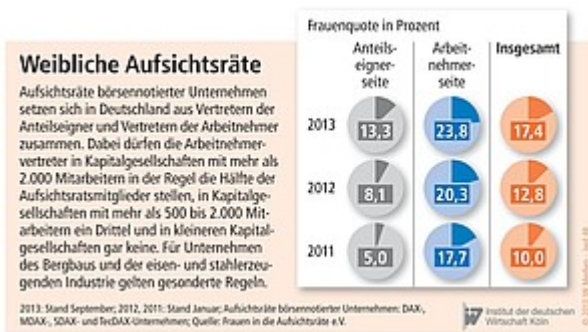 Weibliche Aufsichtsräte
Aufsichtsräte börsennotierter Unternehmen
setzen sich in Deutschland aus Vertretern der
Anteilseigner und Vertretern der Arbeitnehmer
zusammen. Dabei dürfen die Arbeitnehmer-
vertreter in Kapitalgesellschaften mit mehr als
2.000 Mitarbeitern in der Regel die Hälfte der
Aufsichtsratsmitglieder stellen, in Kapitalge-
sellschaften mit mehr als 500 bis 2.000 Mit-
arbeitern ein Drittel und in kleineren Kapital-
gesellschaften gar keine. Für Unternehmen
des Bergbaus und der eisen- und stahlerzeu-
genden Industrie gelten gesonderte Regeln.
Frauenquote in Prozent
Anteils-
eigner-
seite
Arbeit-
nehmer-
seite
Insgesamt
2013 13,3 23,8 17,4
2012 8,1 20,3 12,8
2011 5,0 17,7 10,0
2013: Stand September; 2012, 2011: Stand Januar; Aufsichtsräte börsennotierter Unternehmen: DAX-,
MDAX-, SDAX- und TecDAX-Unternehmen; Quelle: Frauen in die Aufsichtsräte e.V.
Institut der deutschen
Wirtschaft Köln